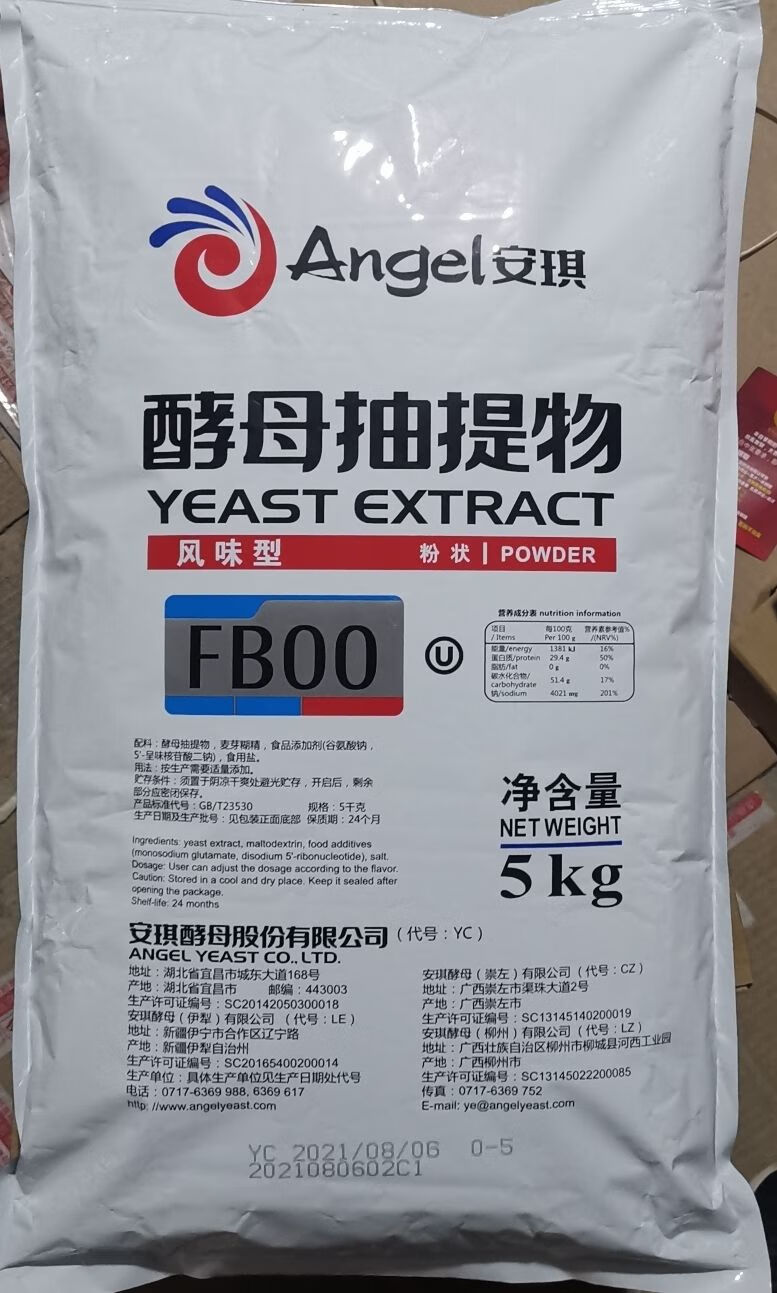 Angel安琪
酵母抽提物
YEAST EXTRACT
风味型 粉状 | POWDER
FB00
U
营养成分表 nutrition information
项目 / Items 每100克 Per 100 g 营养素参考值% /(NRV%)
能量/energy 1381 kJ 16%
蛋白质/protein 29.4 g 50%
脂肪/fat 0 g 0%
碳水化合物/ carbohydrate 51.4 g 17%
钠/sodium 4021 mg 201%
配料：酵母抽提物，麦芽糊精，食品添加剂(谷氨酸钠，
5'-呈味核苷酸二钠)，食用盐。
用法：按生产需要适量添加。
贮存条件：须置于阴凉干爽处避光贮存，开启后，剩余
部分应密闭保存。
产品标准代号：GB/T23530 规格：5千克
生产日期及生产批号：见包装正面底部 保质期：24个月
Ingredients: yeast extract, maltodextrin, food additives
(monosodium glutamate, disodium 5'-ribonucleotide), salt.
Dosage: User can adjust the dosage according to the flavor.
Caution: Stored in a cool and dry place. Keep it sealed after
opening the package.
Shelf-life: 24 months
净含量
NET WEIGHT
5kg
安琪酵母股份有限公司（代号：YC）
ANGEL YEAST CO., LTD.
地址：湖北省宜昌市城东大道168号
产地：湖北省宜昌市 邮编：443003
生产许可证编号：SC20142050300018
安琪酵母（伊犁）有限公司（代号：LE）
地址：新疆伊宁市合作区辽宁路
产地：新疆伊犁自治州
生产许可证编号：SC20165400200014
生产单位：具体生产单位见生产日期处代号
电话：0717-6369 988, 6369 617
http: //www.angelyeast.com
安琪酵母（崇左）有限公司（代号：CZ）
地址：广西崇左市渠珠大道2号
产地：广西崇左市
生产许可证编号：SC13145140200019
安琪酵母（柳州）有限公司（代号：LZ）
地址：广西壮族自治区柳州市柳城县河西工业园
产地：广西柳州市
生产许可证编号：SC13145022200085
传真：0717-6369 752
E-mail: ye@angelyeast.com
YC 2021/08/06 0-5
2021080602C1